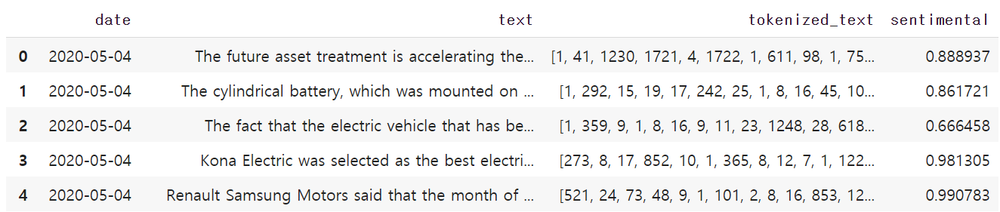 date text tokenized_text sentimental
0 2020-05-04 The future asset treatment is accelerating the... [1, 41, 1230, 1721, 4, 1722, 1, 611, 98, 1, 75... 0.888937
1 2020-05-04 The cylindrical battery, which was mounted on ... [1, 292, 15, 19, 17, 242, 25, 1, 8, 16, 45, 10... 0.861721
2 2020-05-04 The fact that the electric vehicle that has be... [1, 359, 9, 1, 8, 16, 9, 11, 23, 1248, 28, 618... 0.666458
3 2020-05-04 Kona Electric was selected as the best electri... [273, 8, 17, 852, 10, 1, 365, 8, 12, 7, 1, 122... 0.981305
4 2020-05-04 Renault Samsung Motors said that the month of ... [521, 24, 73, 48, 9, 1, 101, 2, 8, 16, 853, 12... 0.990783